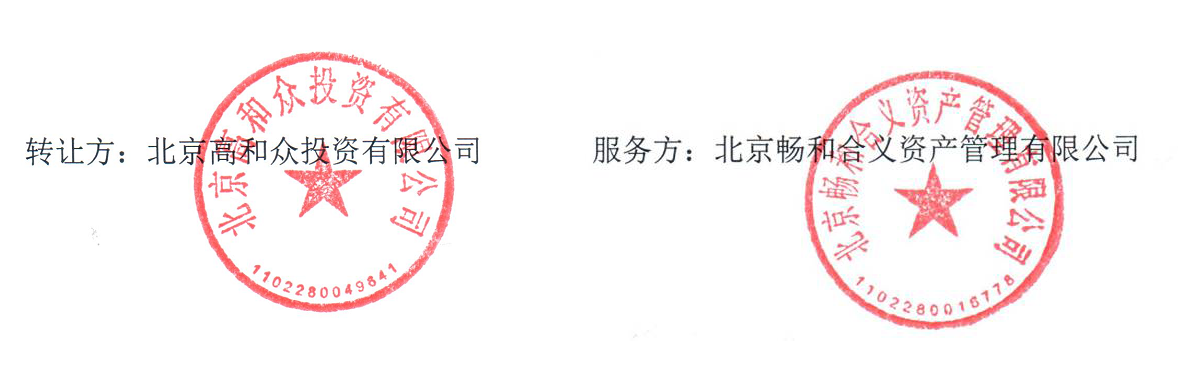 转让方：北京高和众投资有限公司
北京高和众投资有限公司
1102280049641
服务方：北京畅和合义资产管理有限公司
北京畅和合义资产管理有限公司
1102280016778